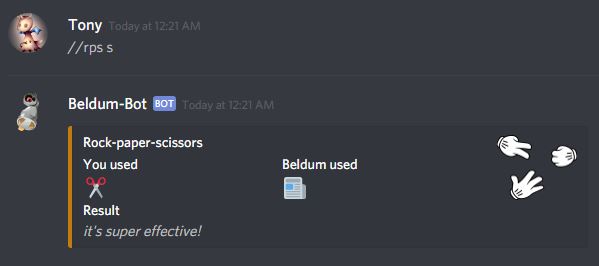 Tony Today at 12:21 AM
//rps s
Beldum-Bot BOT Today at 12:21 AM
Rock-paper-scissors
You used Beldum used
Result
it's super effective!